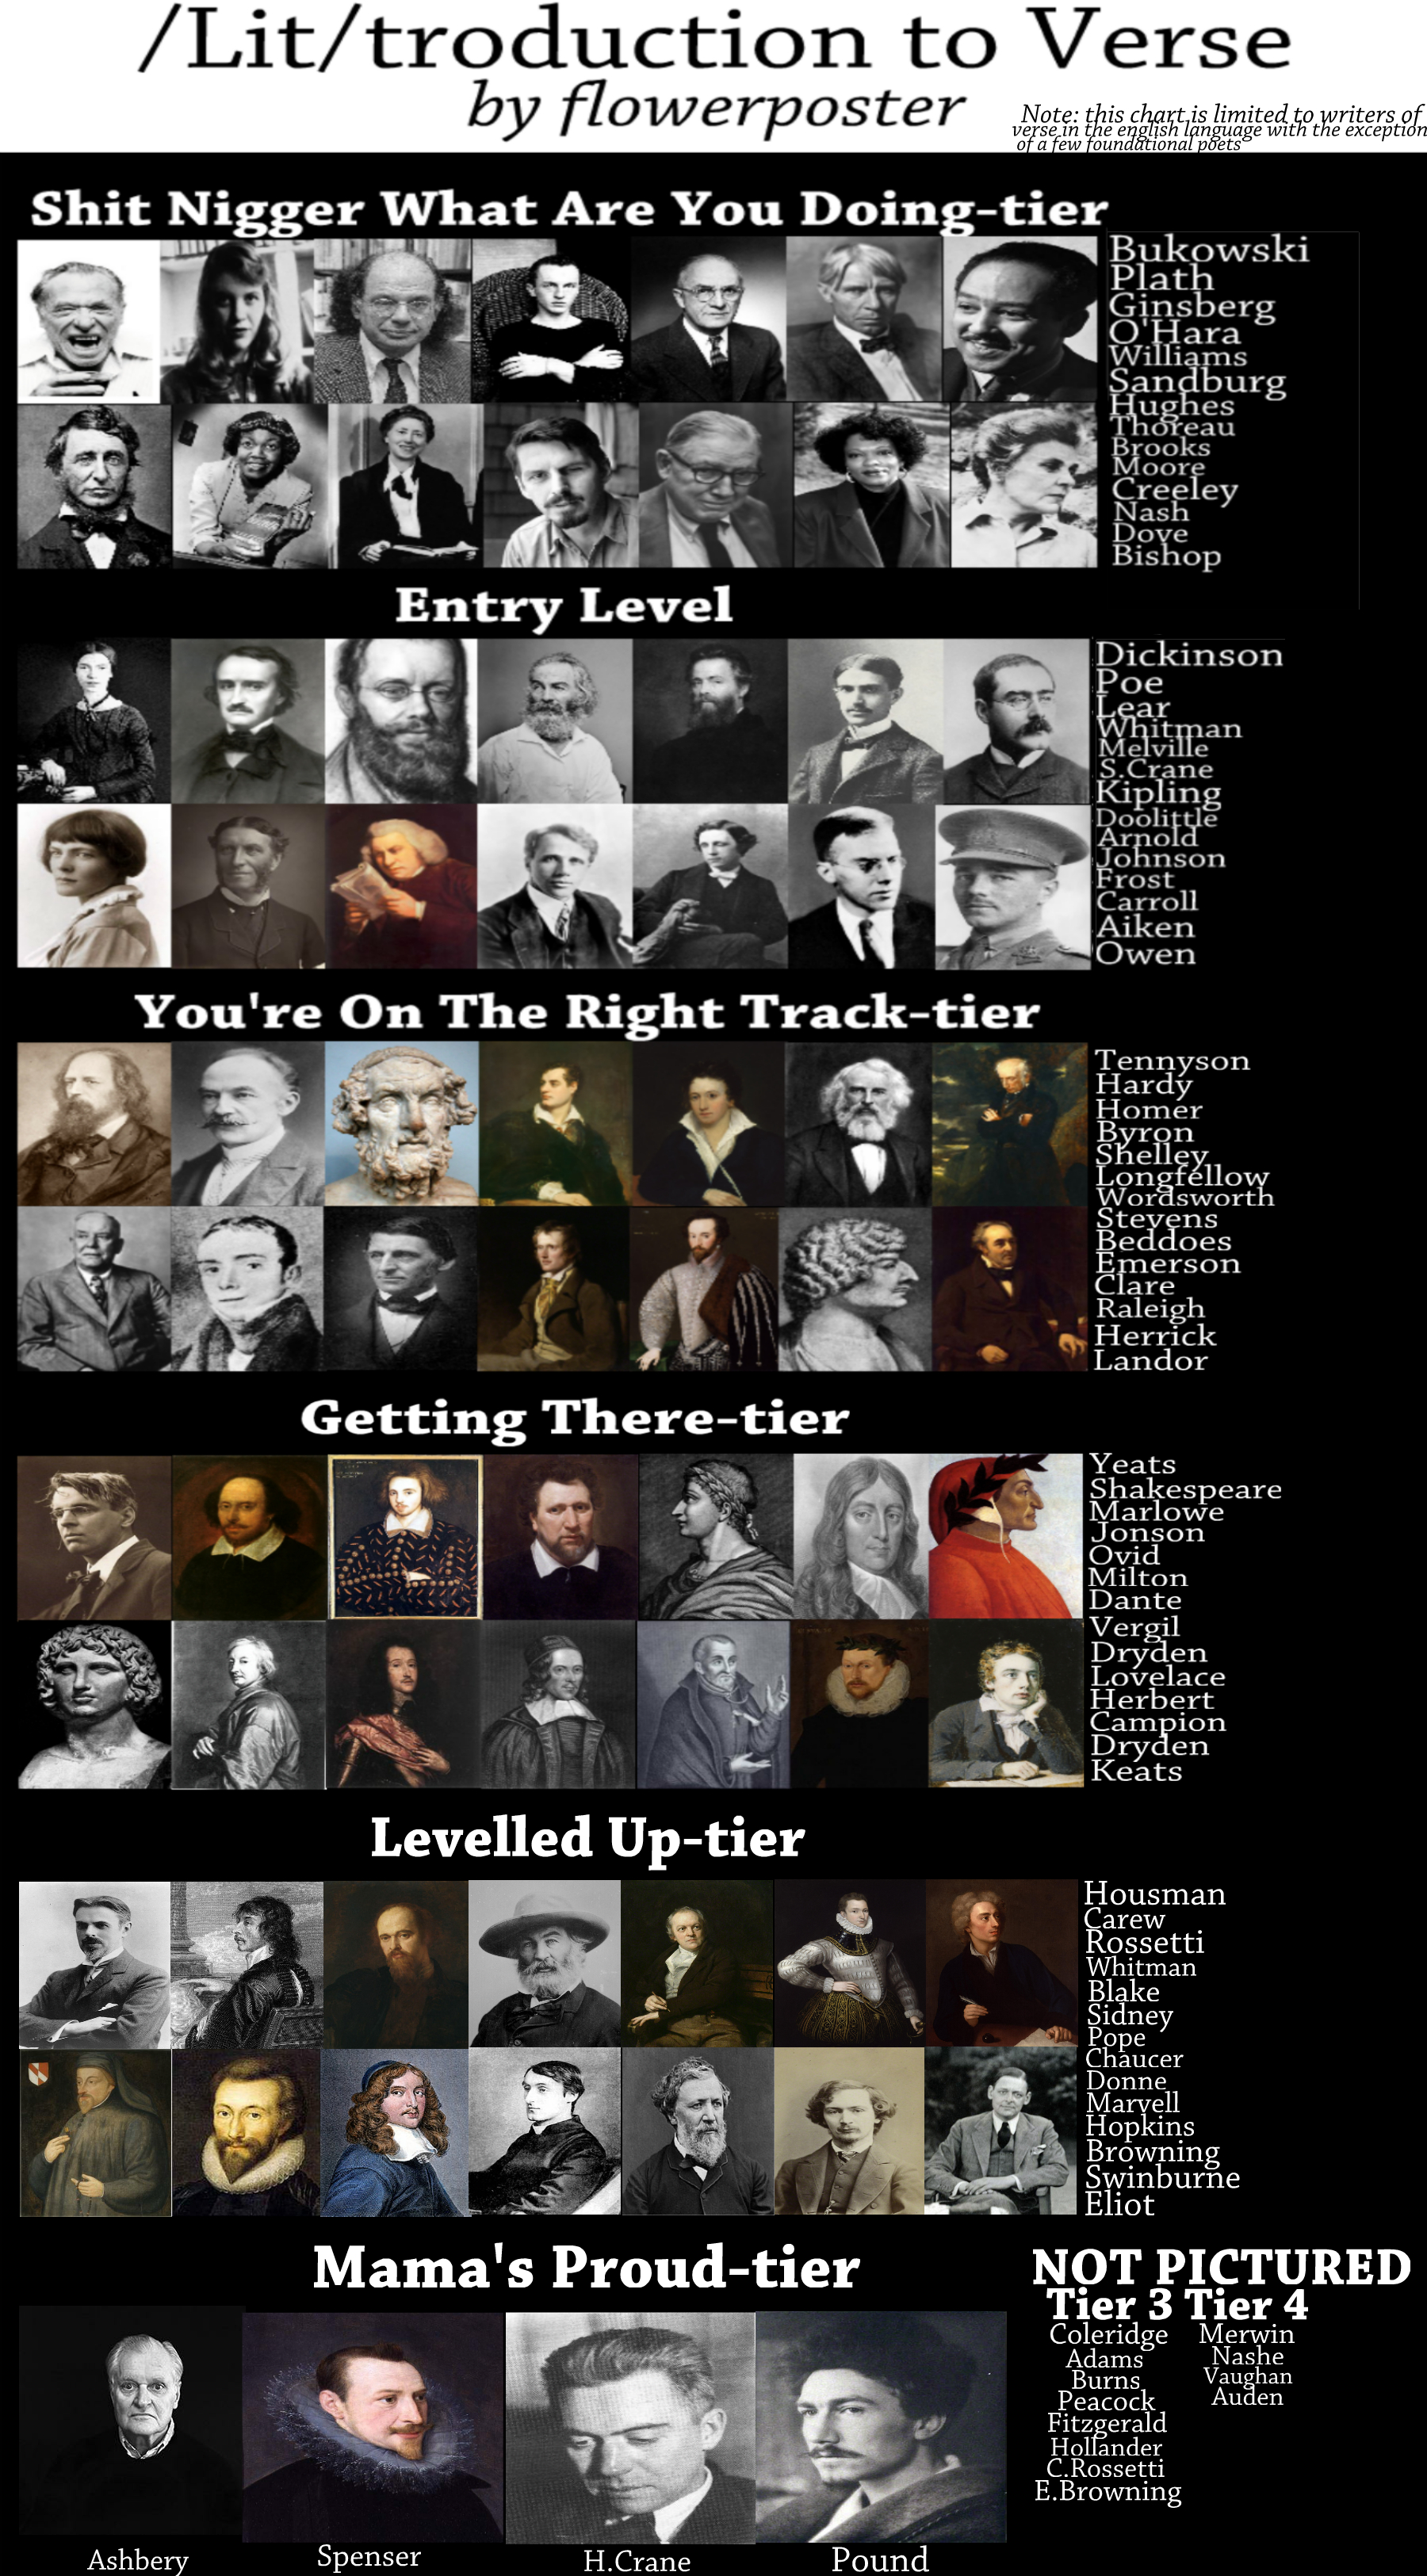 /Lit/troduction to Verse
by flowerposter
Note: this chart is limited to writers of
verse in the english language with the exception
of a few foundational poets
Shit Nigger What Are You Doing-tier
Bukowski
Plath
Ginsberg
O'Hara
Williams
Sandburg
Hughes
Thoreau
Brooks
Moore
Creeley
Nash
Dove
Bishop
Entry Level
Dickinson
Poe
Lear
Whitman
Melville
S.Crane
Kipling
Doolittle
Arnold
Johnson
Frost
Carroll
Aiken
Owen
You're On The Right Track-tier
Tennyson
Hardy
Homer
Byron
Shelley
Longfellow
Wordsworth
Stevens
Beddoes
Emerson
Clare
Raleigh
Herrick
Landor
Getting There-tier
Yeats
Shakespeare
Marlowe
Jonson
Ovid
Milton
Dante
Vergil
Dryden
Lovelace
Herbert
Campion
Dryden
Keats
Levelled Up-tier
Housman
Carew
Rossetti
Whitman
Blake
Sidney
Pope
Chaucer
Donne
Marvell
Hopkins
Browning
Swinburne
Eliot
Mama's Proud-tier
Ashbery
Spenser
H.Crane
Pound
NOT PICTURED
Tier 3 Tier 4
Coleridge
Adams
Burns
Peacock
Fitzgerald
Hollander
C.Rossetti
E.Browning
Merwin
Nashe
Vaughan
Auden